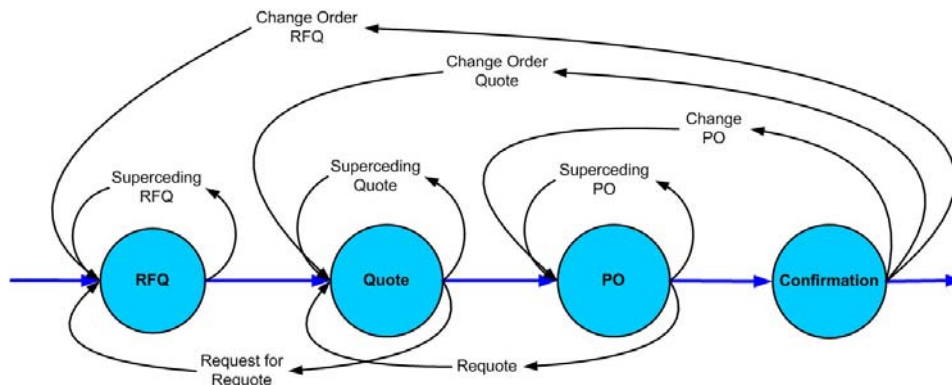 Change Order
RFQ
Change Order
Quote
Change
PO
Superceding
RFQ
Superceding
Quote
Superceding
PO
RFQ
Quote
PO
Confirmation
Request for
Requote
Requote